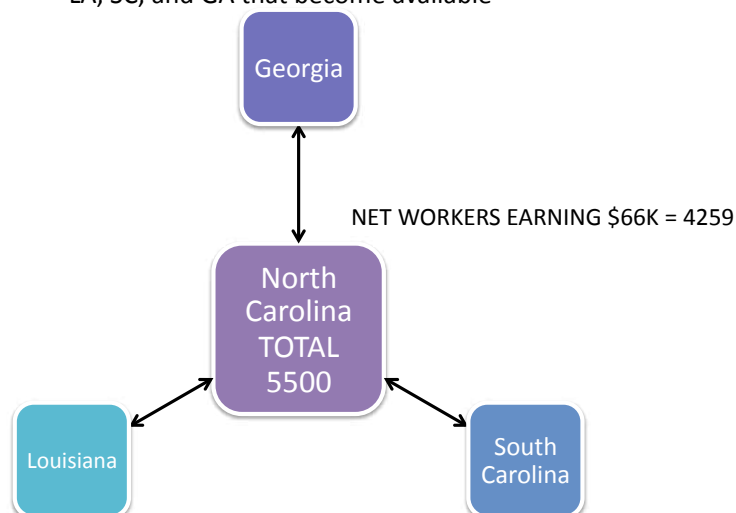 LA, SC, and GA that become available
Georgia
NET WORKERS EARNING $66K = 4259
North
Carolina
TOTAL
5500
Louisiana
South
Carolina